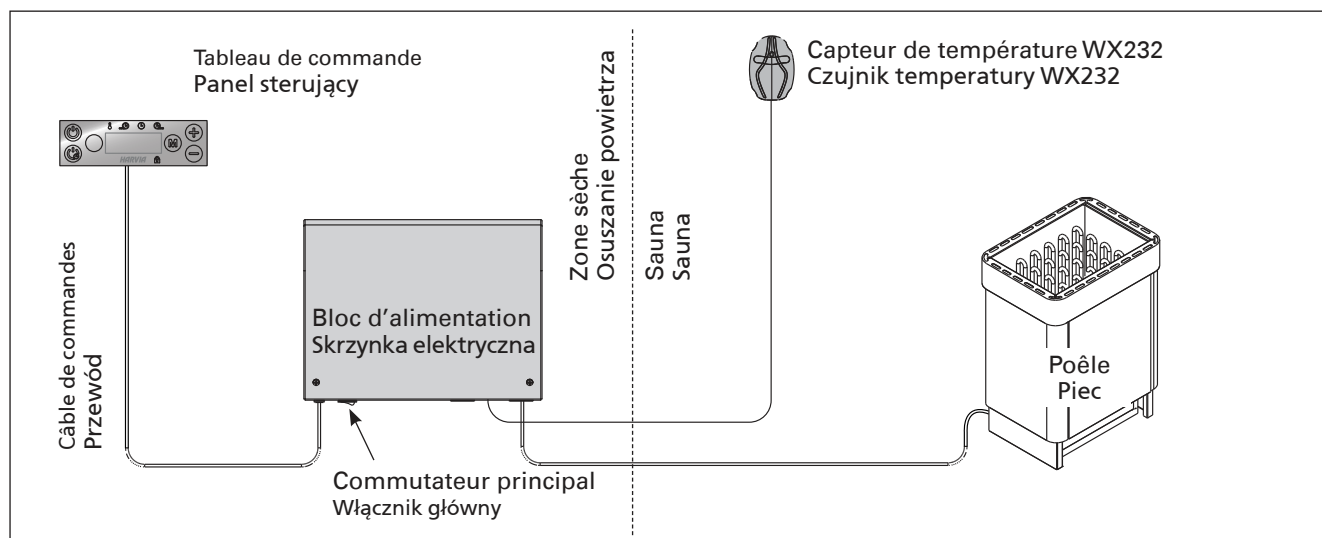 Tableau de commande
Panel sterujący
Capteur de température WX232
Czujnik temperatury WX232
M
HARVIA
Zone sèche
Osuszanie powietrza
Sauna
Sauna
Câble de commandes
Przewód
Bloc d’alimentation
Skrzynka elektryczna
Poêle
Piec
Commutateur principal
Włącznik główny